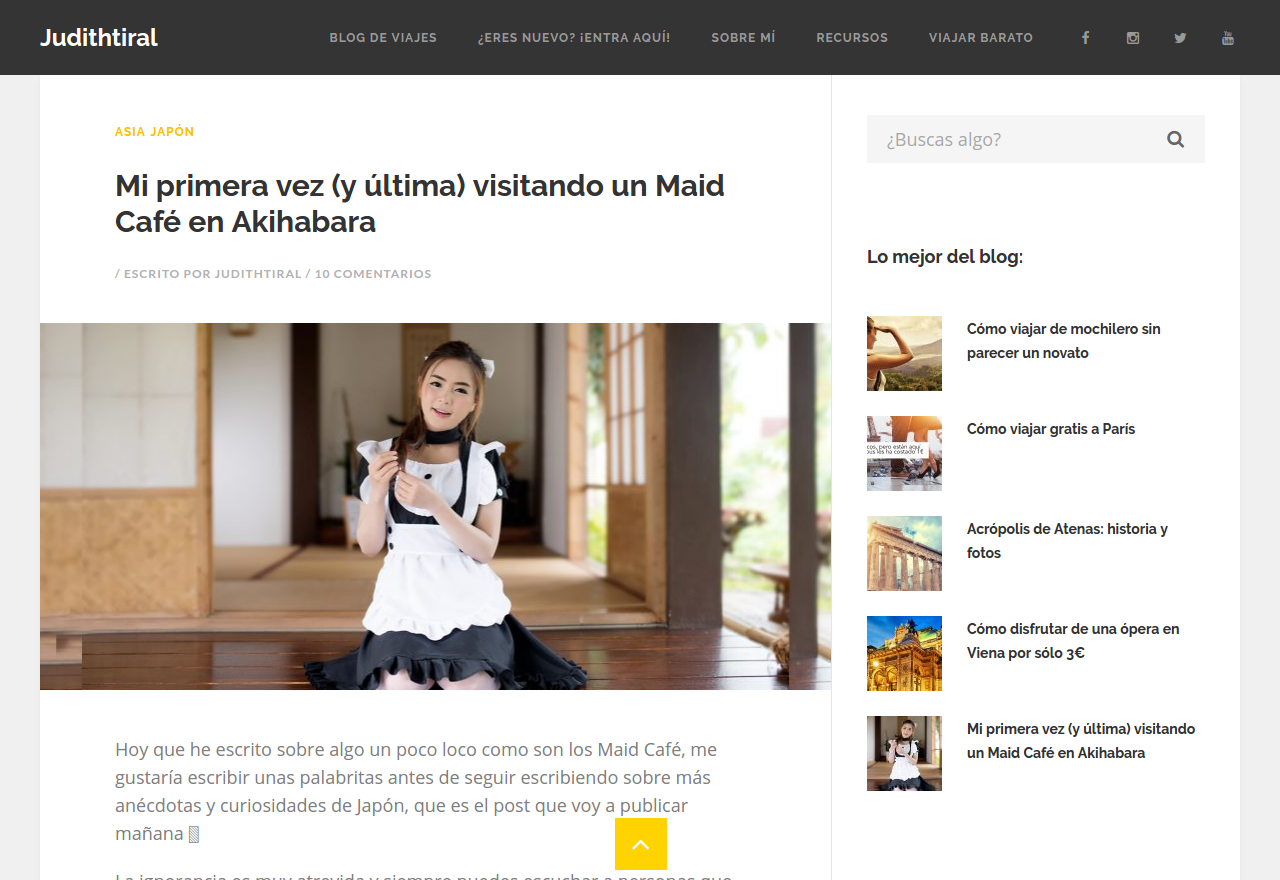 Judithtiral
BLOG DE VIAJES
¿ERES NUEVO? ¡ENTRA AQUÍ!
SOBRE MÍ
RECURSOS
VIAJAR BARATO
ASIA JAPÓN
Mi primera vez (y última) visitando un Maid
Café en Akihabara
/ ESCRITO POR JUDITHTIRAL / 10 COMENTARIOS
Hoy que he escrito sobre algo un poco loco como son los Maid Café, me
gustaría escribir unas palabritas antes de seguir escribiendo sobre más
anécdotas y curiosidades de Japón, que es el post que voy a publicar
mañana
La ignorancia es muy atrevida y siempre puedes escuchar a personas que
¿Buscas algo?
Lo mejor del blog:
Cómo viajar de mochilero sin
parecer un novato
Cómo viajar gratis a París
Acrópolis de Atenas: historia y
fotos
Cómo disfrutar de una ópera en
Viena por sólo 3€
Mi primera vez (y última) visitando
un Maid Café en Akihabara